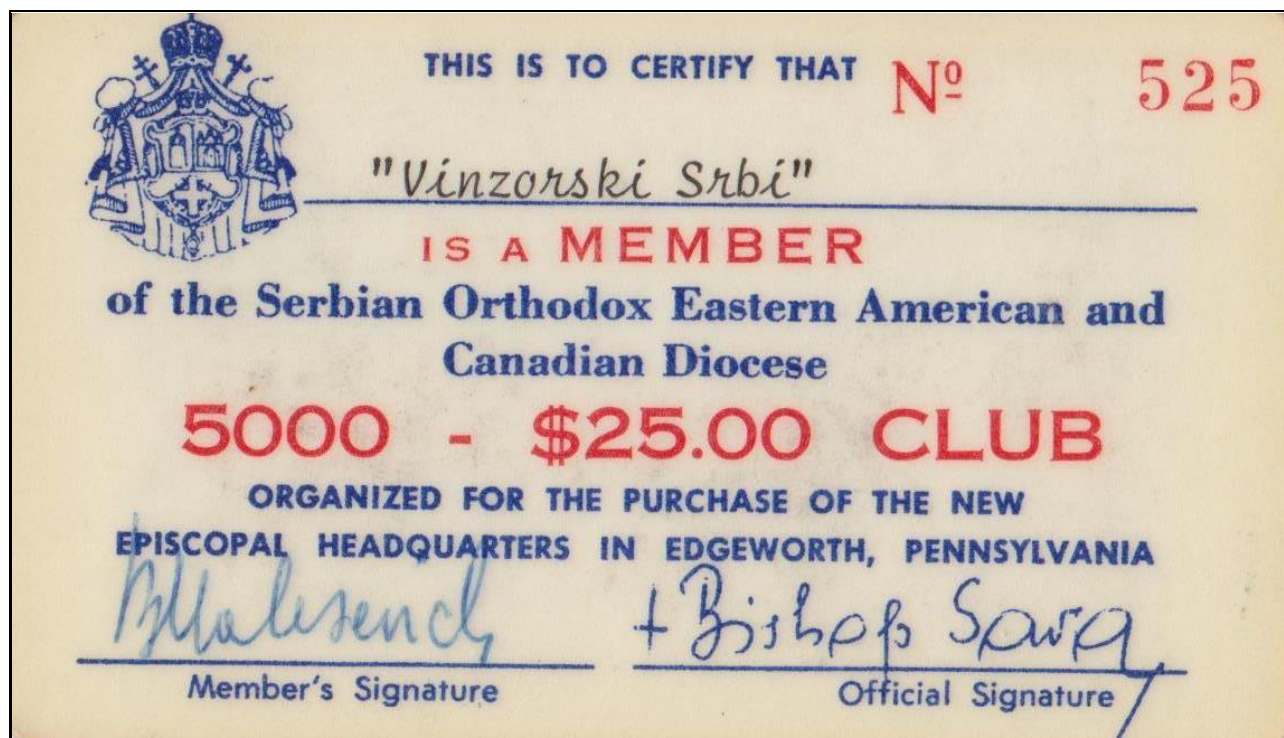 THIS IS TO CERTIFY THAT Nº 525
"Vinzorski Srbi"
IS A MEMBER
of the Serbian Orthodox Eastern American and
Canadian Diocese
5000 - $25.00 CLUB
ORGANIZED FOR THE PURCHASE OF THE NEW
EPISCOPAL HEADQUARTERS IN EDGEWORTH, PENNSYLVANIA
+ Bishop Sava
Member's Signature Official Signature